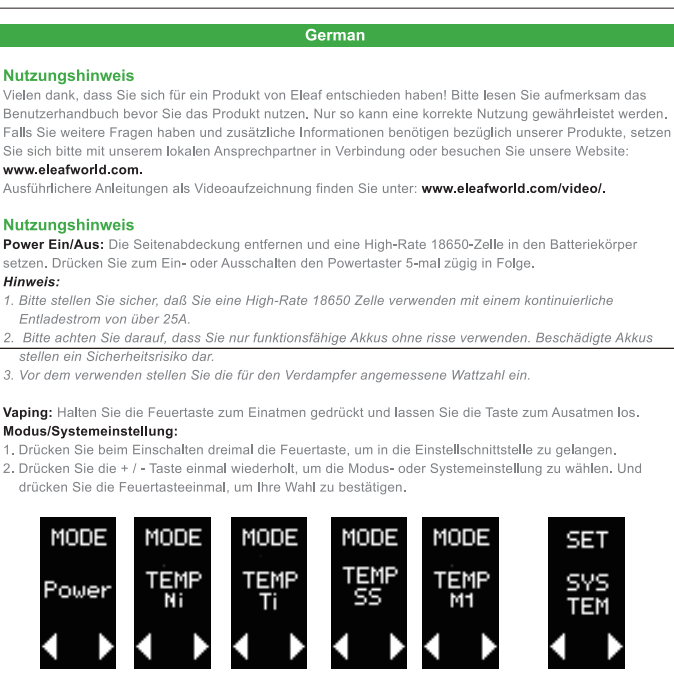 German
Nutzungshinweis
Vielen dank, dass Sie sich für ein Produkt von Eleaf entschieden haben! Bitte lesen Sie aufmerksam das
Benutzerhandbuch bevor Sie das Produkt nutzen. Nur so kann eine korrekte Nutzung gewährleistet werden.
Falls Sie weitere Fragen haben und zusätzliche Informationen benötigen bezüglich unserer Produkte, setzen
Sie sich bitte mit unserem lokalen Ansprechpartner in Verbindung oder besuchen Sie unsere Website:
www.eleafworld.com.
Ausführlichere Anleitungen als Videoaufzeichnung finden Sie unter: www.eleafworld.com/video/.
Nutzungshinweis
Power Ein/Aus: Die Seitenabdeckung entfernen und eine High-Rate 18650-Zelle in den Batteriekörper
setzen. Drücken Sie zum Ein- oder Ausschalten den Powertaster 5-mal zügig in Folge.
Hinweis:
1. Bitte stellen Sie sicher, daß Sie eine High-Rate 18650 Zelle verwenden mit einem kontinuierliche
Entladestrom von über 25A.
2. Bitte achten Sie darauf, dass Sie nur funktionsfähige Akkus ohne risse verwenden. Beschädigte Akkus
stellen ein Sicherheitsrisiko dar.
3. Vor dem verwenden stellen Sie die für den Verdampfer angemessene Wattzahl ein.
Vaping: Halten Sie die Feuertaste zum Einatmen gedrückt und lassen Sie die Taste zum Ausatmen los.
Modus/Systemeinstellung:
1. Drücken Sie beim Einschalten dreimal die Feuertaste, um in die Einstellschnittstelle zu gelangen.
2. Drücken Sie die + / - Taste einmal wiederholt, um die Modus- oder Systemeinstellung zu wählen. Und
drücken Sie die Feuertasteeinmal, um Ihre Wahl zu bestätigen.
MODE
Power
MODE
TEMP
Ni
MODE
TEMP
Ti
MODE
TEMP
SS
MODE
TEMP
M1
SET
SYS
TEM